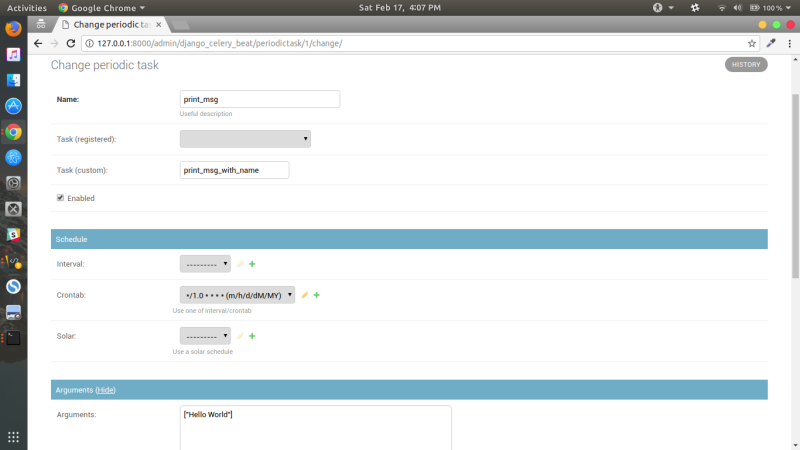 Activities Google Chrome Sat Feb 17, 4:07 PM 100 %
Change periodic tas
127.0.0.1:8000/admin/django_celery_beat/periodictask/1/change/
Change periodic task HISTORY
Name: print_msg
Useful description
Task (registered):
Task (custom): print_msg_with_name
Enabled
Schedule
Interval: ---------
Crontab: */1.0 * * * * (m/h/d/dM/MY)
Use one of interval/crontab
Solar: ---------
Use a solar schedule
Arguments (Hide)
Arguments: ["Hello World"]